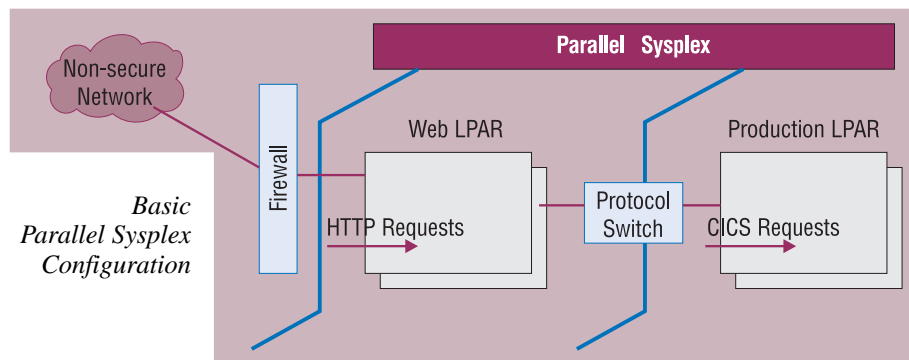 Parallel Sysplex
Non-secure
Network
Web LPAR
Production LPAR
Firewall
Basic
Parallel Sysplex
Configuration
HTTP Requests
Protocol
Switch
CICS Requests